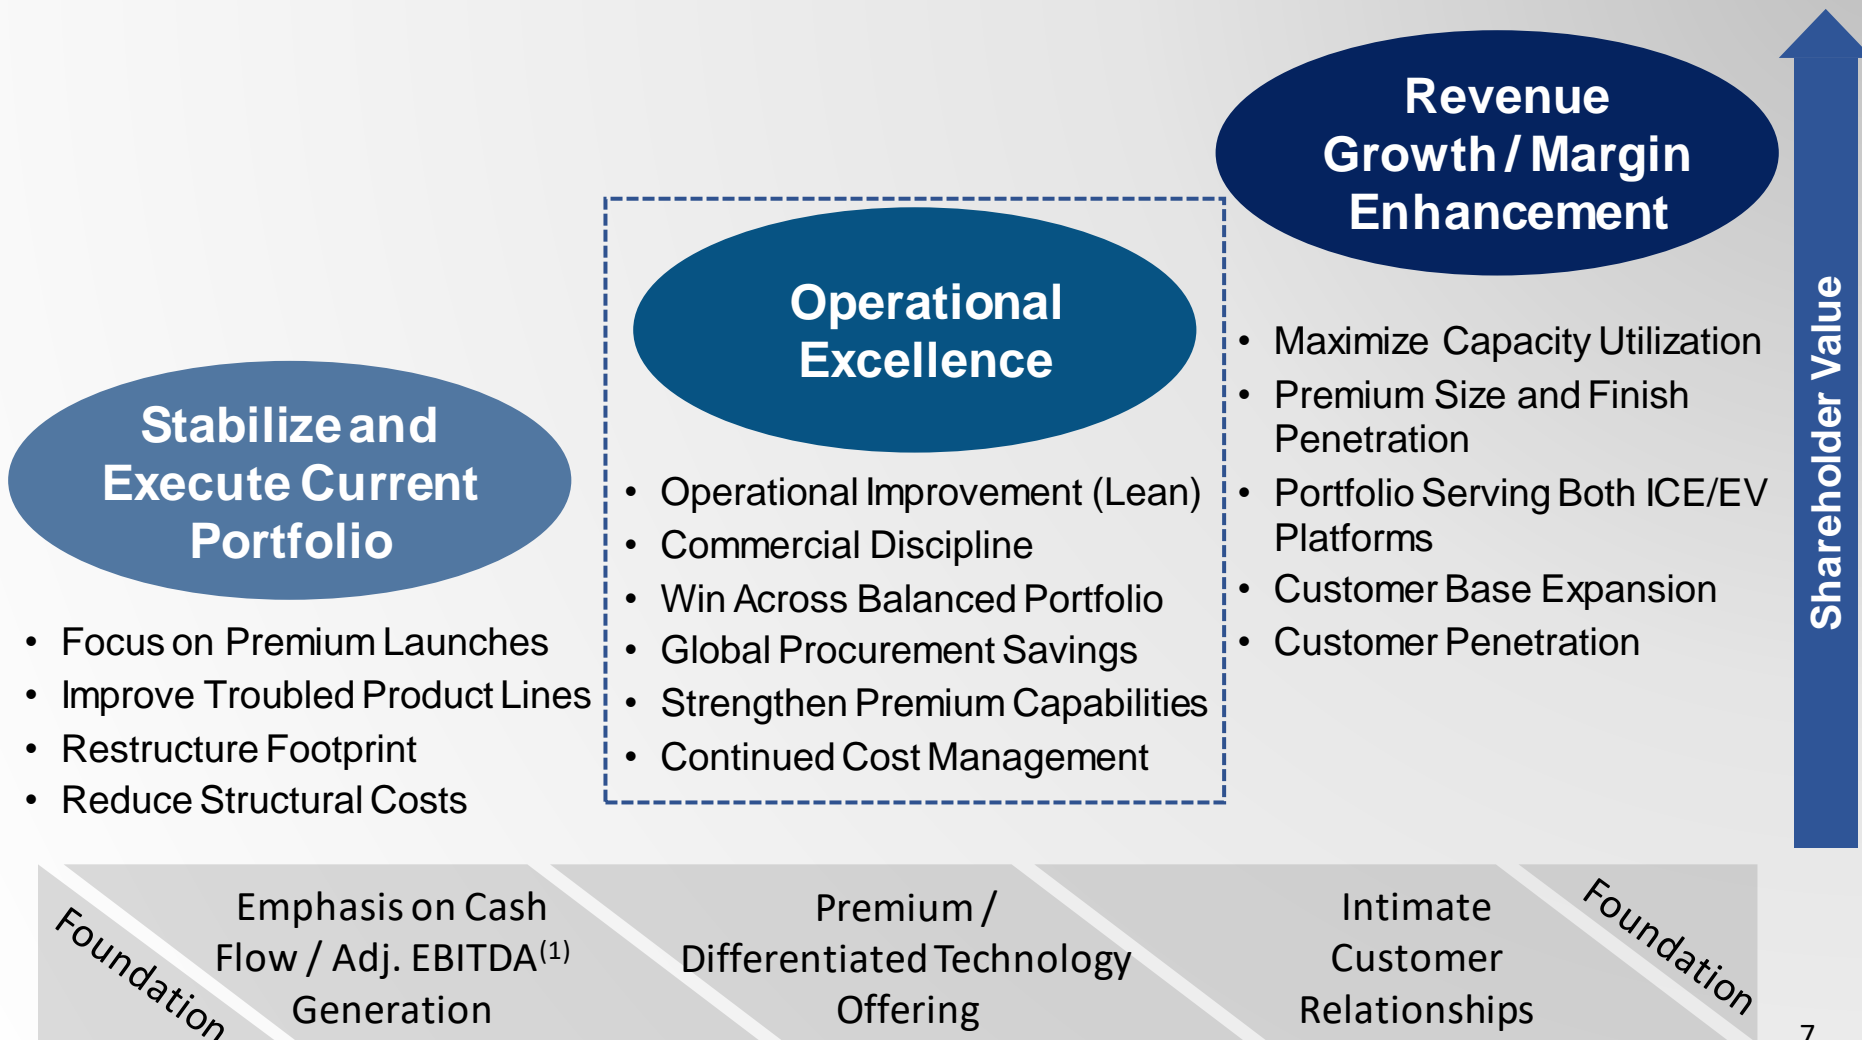 Revenue
Growth / Margin
Enhancement
• Maximize Capacity Utilization
• Premium Size and Finish
Penetration
• Portfolio Serving Both ICE/EV
Platforms
• Customer Base Expansion
• Customer Penetration
Operational
Excellence
• Operational Improvement (Lean)
• Commercial Discipline
• Win Across Balanced Portfolio
• Global Procurement Savings
• Strengthen Premium Capabilities
• Continued Cost Management
Stabilize and
Execute Current
Portfolio
• Focus on Premium Launches
• Improve Troubled Product Lines
• Restructure Footprint
• Reduce Structural Costs
Shareholder Value
Foundation
Emphasis on Cash
Flow / Adj. EBITDA(1)
Generation
Premium /
Differentiated Technology
Offering
Intimate
Customer
Relationships
Foundation
7